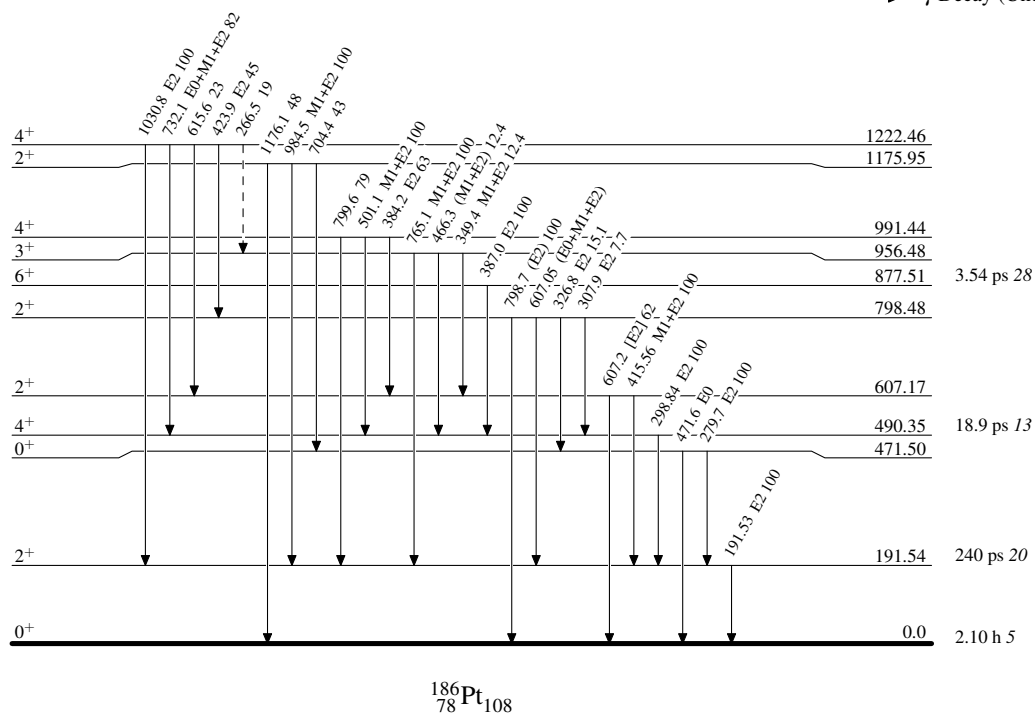 γ Decay
1030.8 E2 100
732.1 E0+M1+E2 82
615.6 23
423.9 E2 45
266.5 19
1176.1 48
984.5 M1+E2 100
704.4 43
799.6 79
501.1 M1+E2 100
384.2 E2 63
765.1 M1+E2 100
466.3 (M1+E2) 12.4
349.4 M1+E2 12.4
387.0 E2 100
798.7 (E2) 100
607.05 (E0+M1+E2)
326.8 E2 15.1
307.9 E2 7.7
607.2 [E2] 62
415.56 M1+E2 100
298.84 E2 100
471.6 E0
279.7 E2 100
191.53 E2 100
4+ 1222.46
2+ 1175.95
4+ 991.44
3+ 956.48
6+ 877.51 3.54 ps 28
2+ 798.48
2+ 607.17
4+ 490.35 18.9 ps 13
0+ 471.50
2+ 191.54 240 ps 20
0+ 0.0 2.10 h 5
186 78 Pt 108